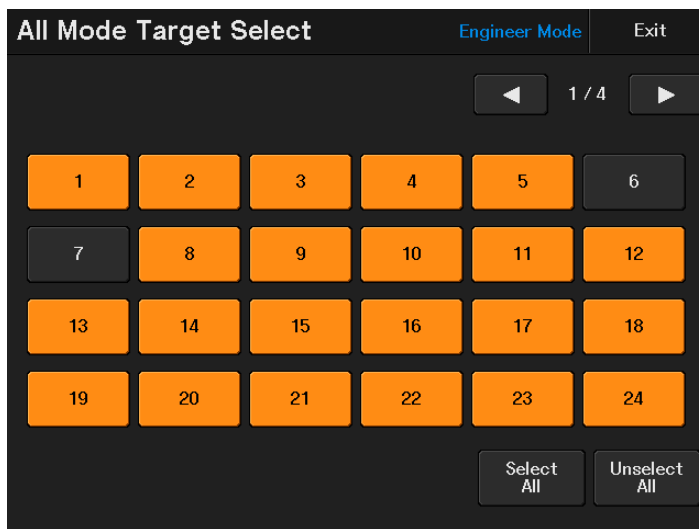 All Mode Target Select Engineer Mode Exit
1 / 4
1 2 3 4 5 6
7 8 9 10 11 12
13 14 15 16 17 18
19 20 21 22 23 24
Select Unselect
All All